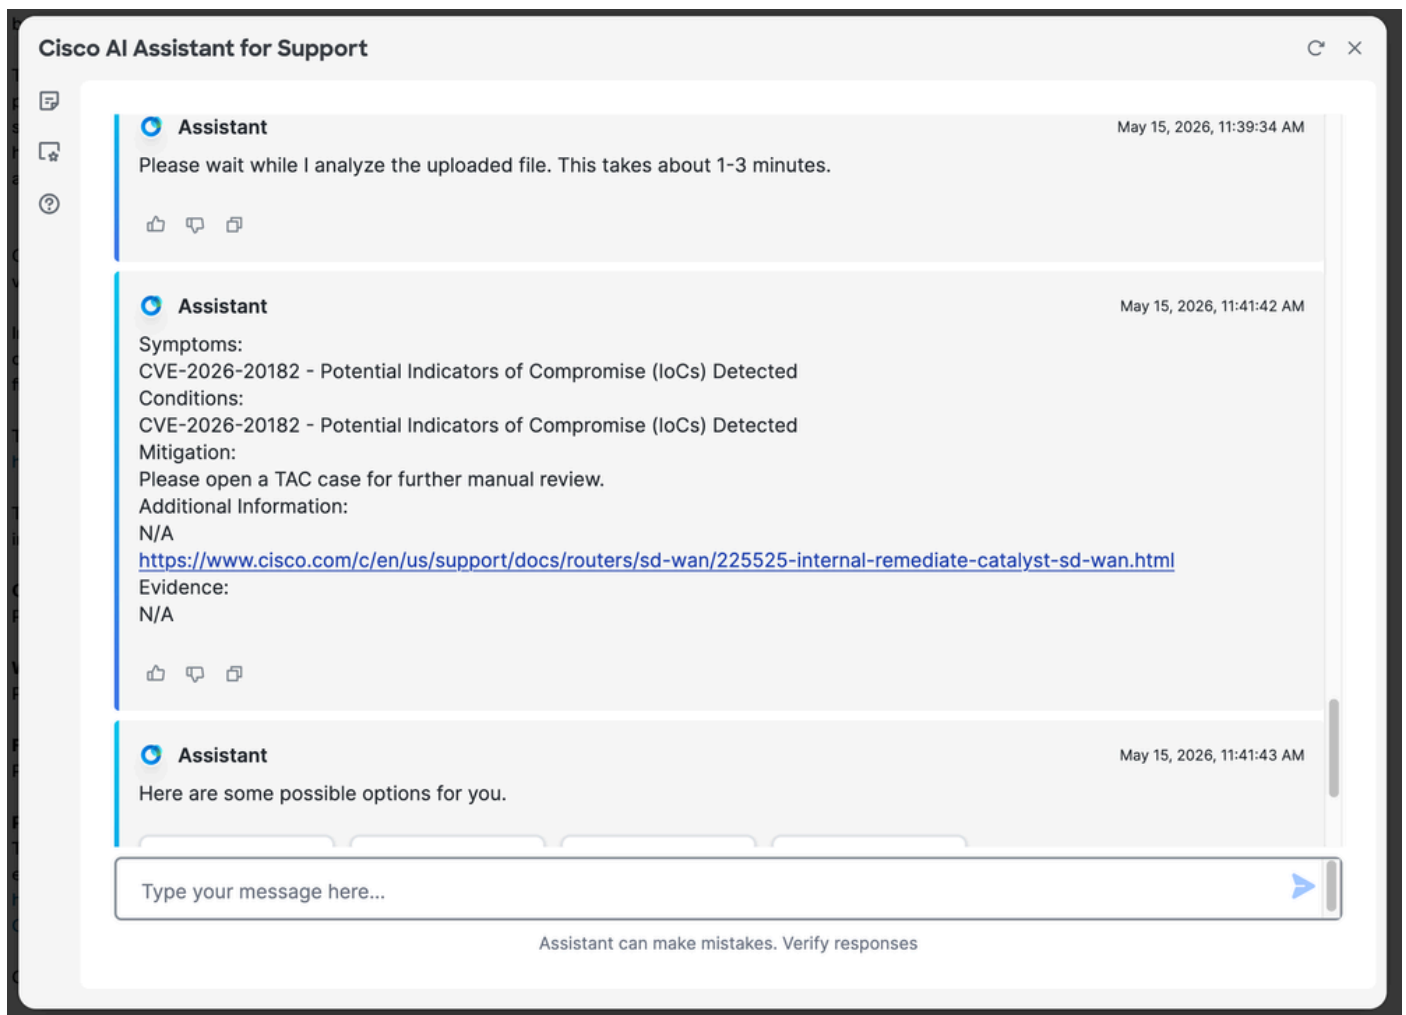 Cisco AI Assistant for Support
Assistant
May 15, 2026, 11:39:34 AM
Please wait while I analyze the uploaded file. This takes about 1-3 minutes.
Assistant
May 15, 2026, 11:41:42 AM
Symptoms:
CVE-2026-20182 - Potential Indicators of Compromise (IoCs) Detected
Conditions:
CVE-2026-20182 - Potential Indicators of Compromise (IoCs) Detected
Mitigation:
Please open a TAC case for further manual review.
Additional Information:
N/A
https://www.cisco.com/c/en/us/support/docs/routers/sd-wan/225525-internal-remediate-catalyst-sd-wan.html
Evidence:
N/A
Assistant
May 15, 2026, 11:41:43 AM
Here are some possible options for you.
Type your message here...
Assistant can make mistakes. Verify responses